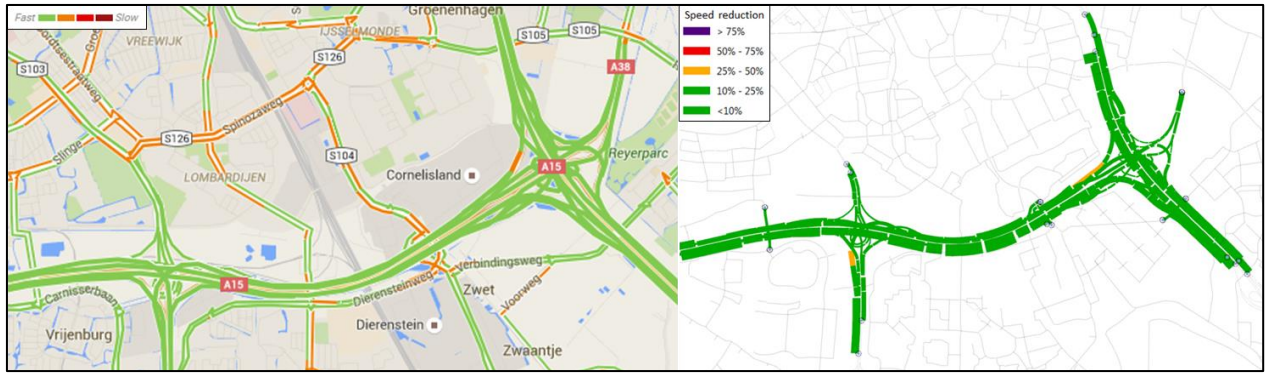 Fast Slow
Groenenhagen
IJSSELMONDE
VREEWIJK
S105
S105
S126
A38
S103
Spinozaweg
S126
Slinge
S104
A15
Reyerparc
LOMBARDIJEN
Cornelisland
Verbindingsweg
A15
Dierensteinweg
Carnisserbaan
Zwet
Voorweg
Vrijenburg
Dierenstein
Zwaantje
Speed reduction
> 75%
50% - 75%
25% - 50%
10% - 25%
<10%